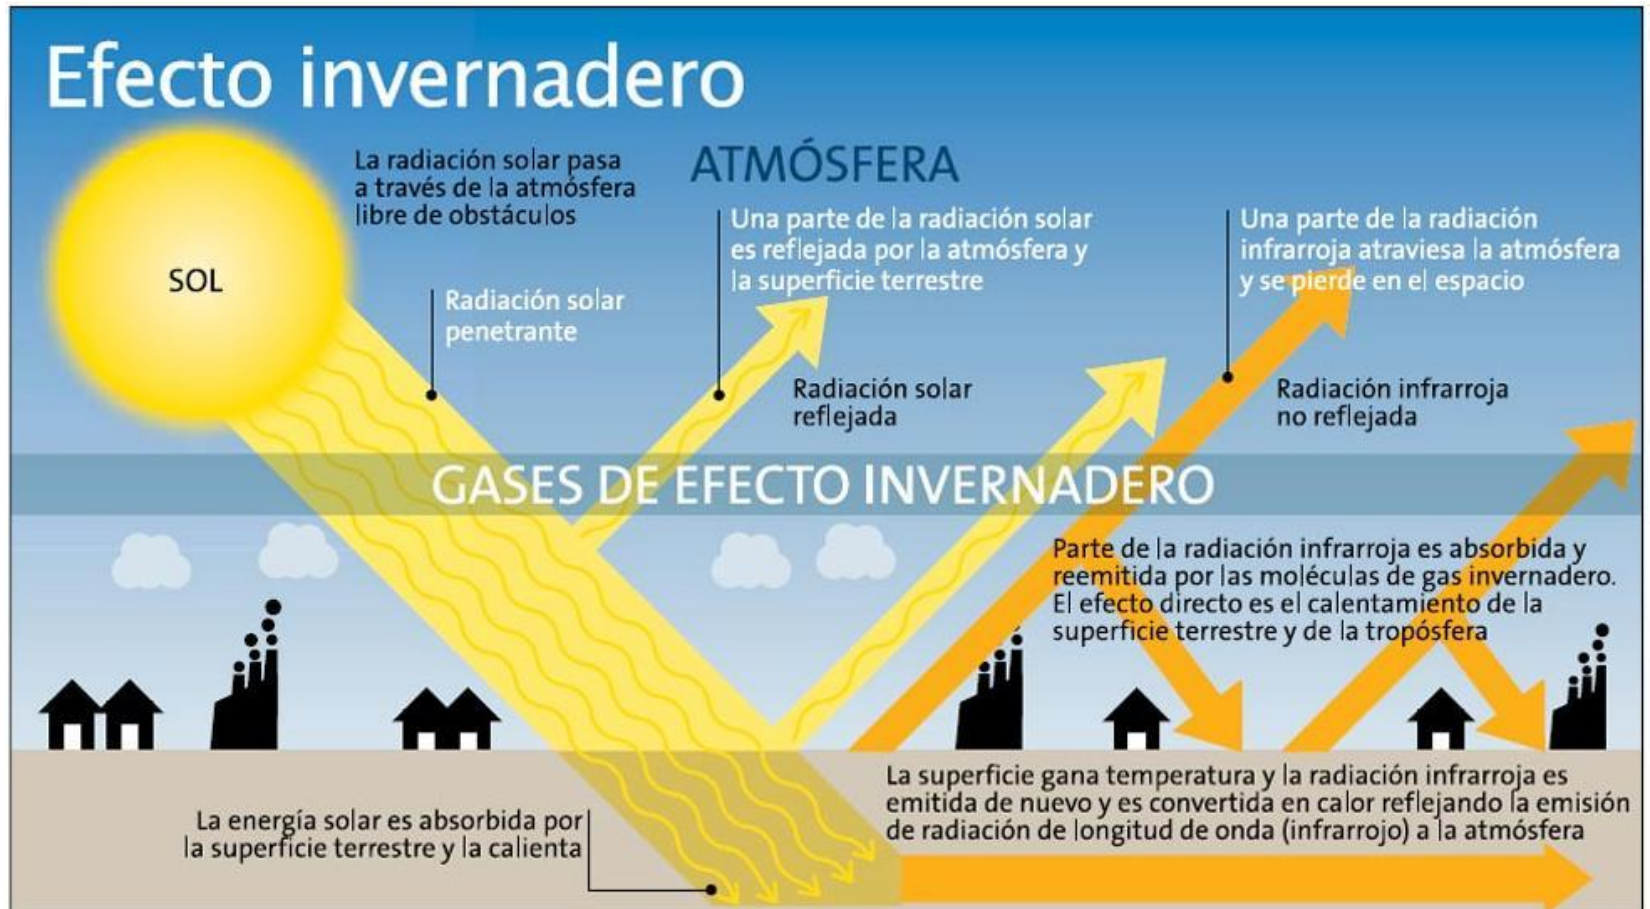 Efecto invernadero
SOL
La radiación solar pasa
a través de la atmósfera
libre de obstáculos
Radiación solar
penetrante
ATMÓSFERA
Una parte de la radiación solar
es reflejada por la atmósfera y
la superficie terrestre
Radiación solar
reflejada
Una parte de la radiación
infrarroja atraviesa la atmósfera
y se pierde en el espacio
Radiación infrarroja
no reflejada
GASES DE EFECTO INVERNADERO
Parte de la radiación infrarroja es absorbida y
reemitida por las moléculas de gas invernadero.
El efecto directo es el calentamiento de la
superficie terrestre y de la tropósfera
La energía solar es absorbida por
la superficie terrestre y la calienta
La superficie gana temperatura y la radiación infrarroja es
emitida de nuevo y es convertida en calor reflejando la emisión
de radiación de longitud de onda (infrarrojo) a la atmósfera